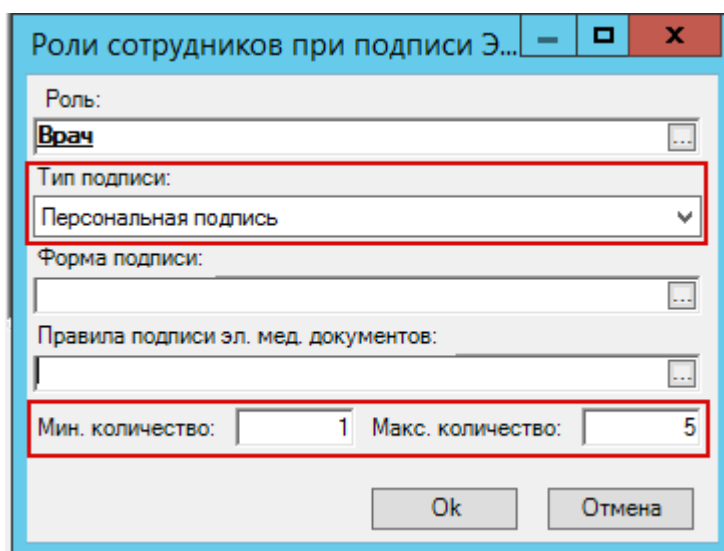 Роли сотрудников при подписи Э...
Роль:
Врач
Тип подписи:
Персональная подпись
Форма подписи:
Правила подписи эл. мед. документов:
Мин. количество: 1 Макс. количество: 5
Ok Отмена